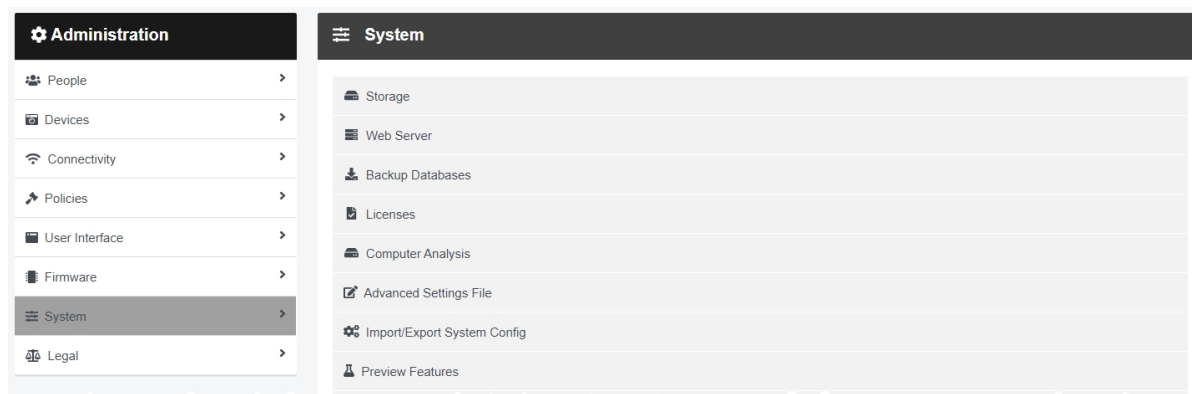 Administration
People
Devices
Connectivity
Policies
User Interface
Firmware
System
Legal
System
Storage
Web Server
Backup Databases
Licenses
Computer Analysis
Advanced Settings File
Import/Export System Config
Preview Features